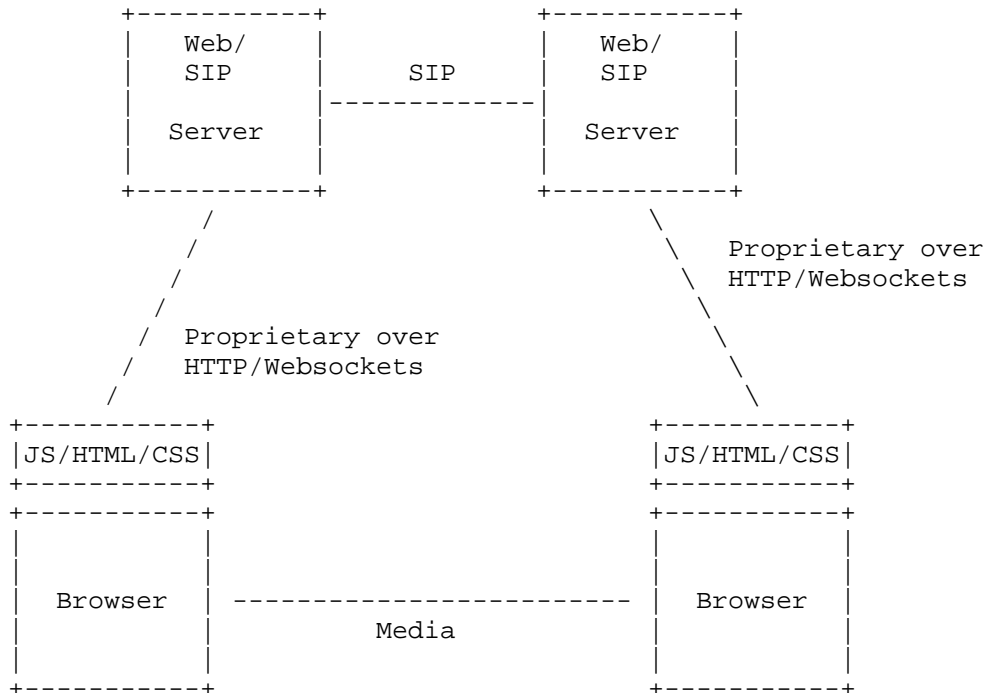 Web/
SIP
Server
SIP
Web/
SIP
Server
Proprietary over
HTTP/Websockets
Proprietary over
HTTP/Websockets
JS/HTML/CSS
JS/HTML/CSS
Browser
Media
Browser